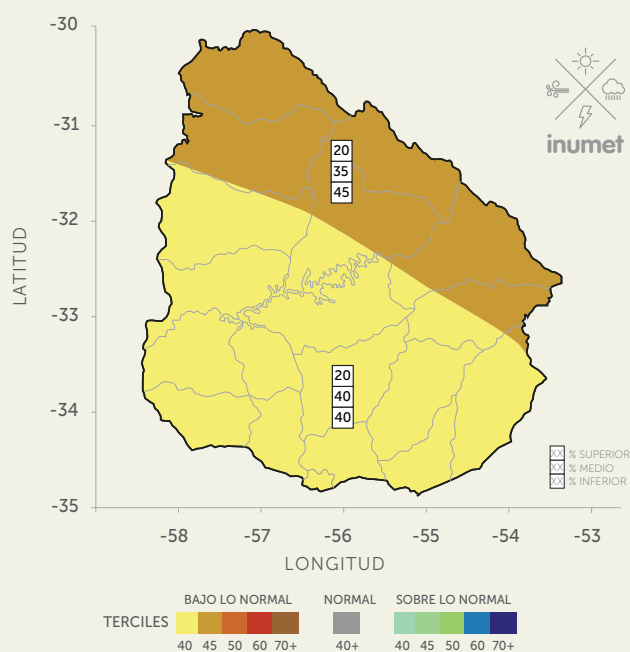 -30
-31
-32
-33
-34
-35
LATITUD
inumet
20
35
45
20
40
40
XX % SUPERIOR
XX % MEDIO
XX % INFERIOR
-58 -57 -56 -55 -54 -53
LONGITUD
BAJO LO NORMAL NORMAL SOBRE LO NORMAL
TERCILES
40 45 50 60 70+ 40+ 40 45 50 60 70+